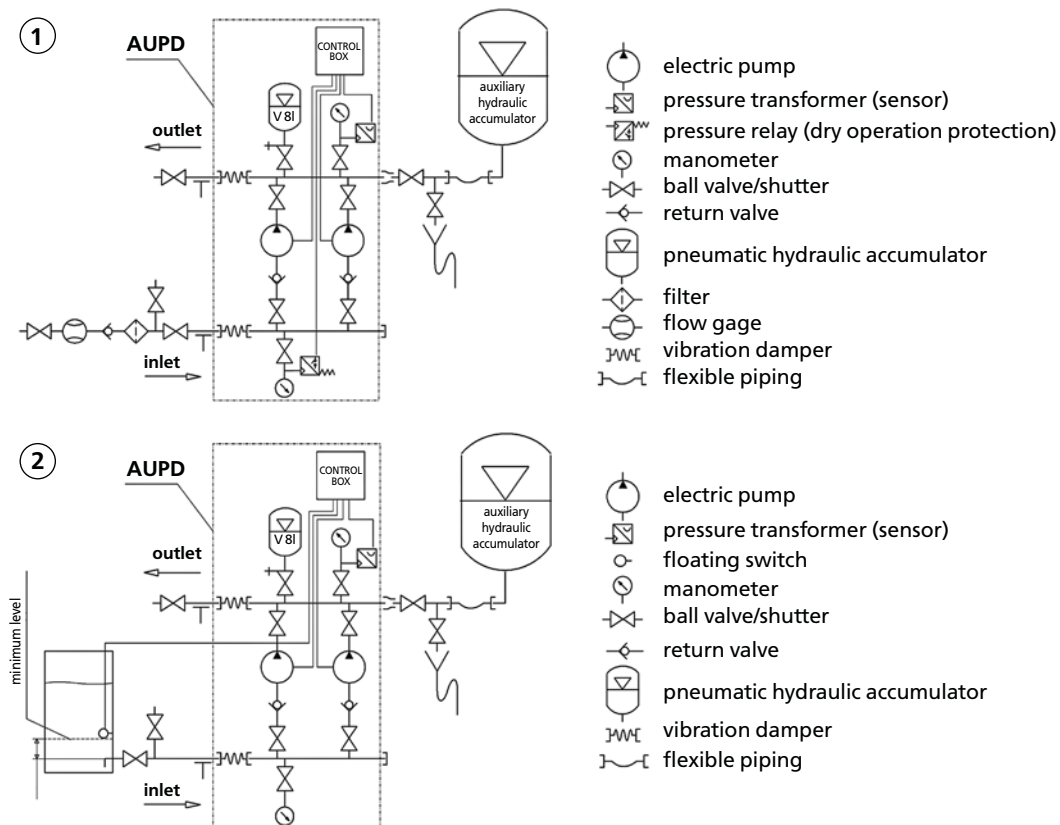 1
AUPD
CONTROL
BOX
V 8l
auxiliary
hydraulic
accumulator
outlet
inlet
electric pump
pressure transformer (sensor)
pressure relay (dry operation protection)
manometer
ball valve/shutter
return valve
pneumatic hydraulic accumulator
filter
flow gage
vibration damper
flexible piping
2
AUPD
CONTROL
BOX
V 8l
auxiliary
hydraulic
accumulator
outlet
minimum level
inlet
electric pump
pressure transformer (sensor)
floating switch
manometer
ball valve/shutter
return valve
pneumatic hydraulic accumulator
vibration damper
flexible piping